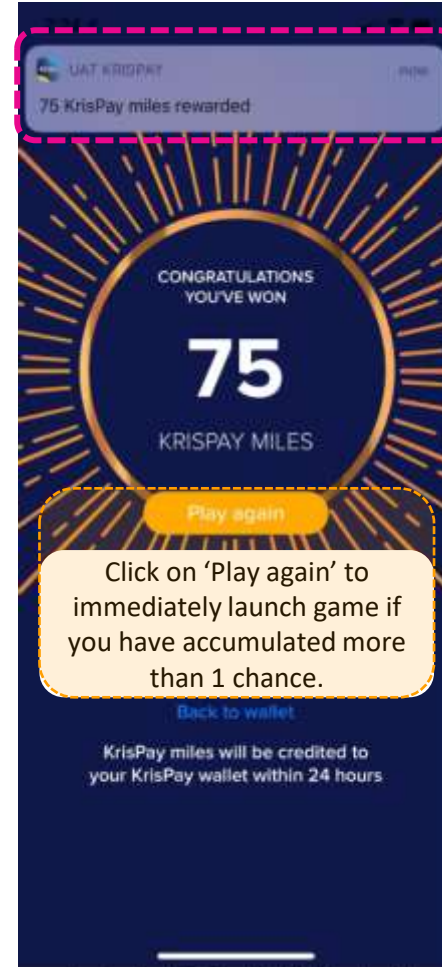 UAT KRISPAY
now
75 KrisPay miles rewarded
CONGRATULATIONS
YOU'VE WON
75
KRISPAY MILES
Play again
Click on ‘Play again’ to
immediately launch game if
you have accumulated more
than 1 chance.
Back to wallet
KrisPay miles will be credited to
your KrisPay wallet within 24 hours